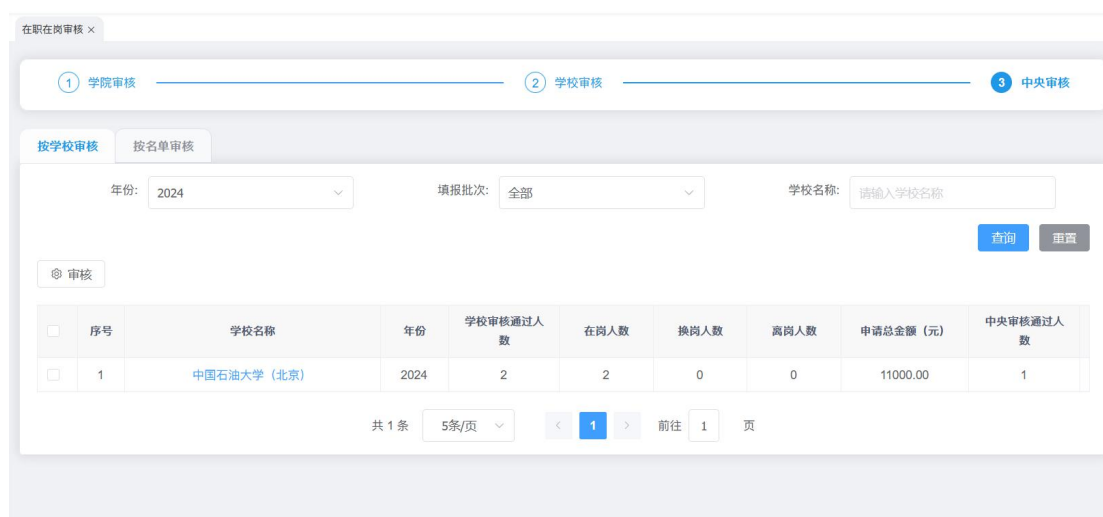 在职在岗审核 ×
1 学院审核 2 学校审核 3 中央审核
按学校审核 按名单审核
年份: 2024 填报批次: 全部 学校名称: 请输入学校名称
查询 重置
审核
序号 学校名称 年份 学校审核通过人数 在岗人数 换岗人数 离岗人数 申请总金额（元） 中央审核通过人数
1 中国石油大学（北京） 2024 2 2 0 0 11000.00 1
共 1 条 5条/页 < 1 > 前往 1 页